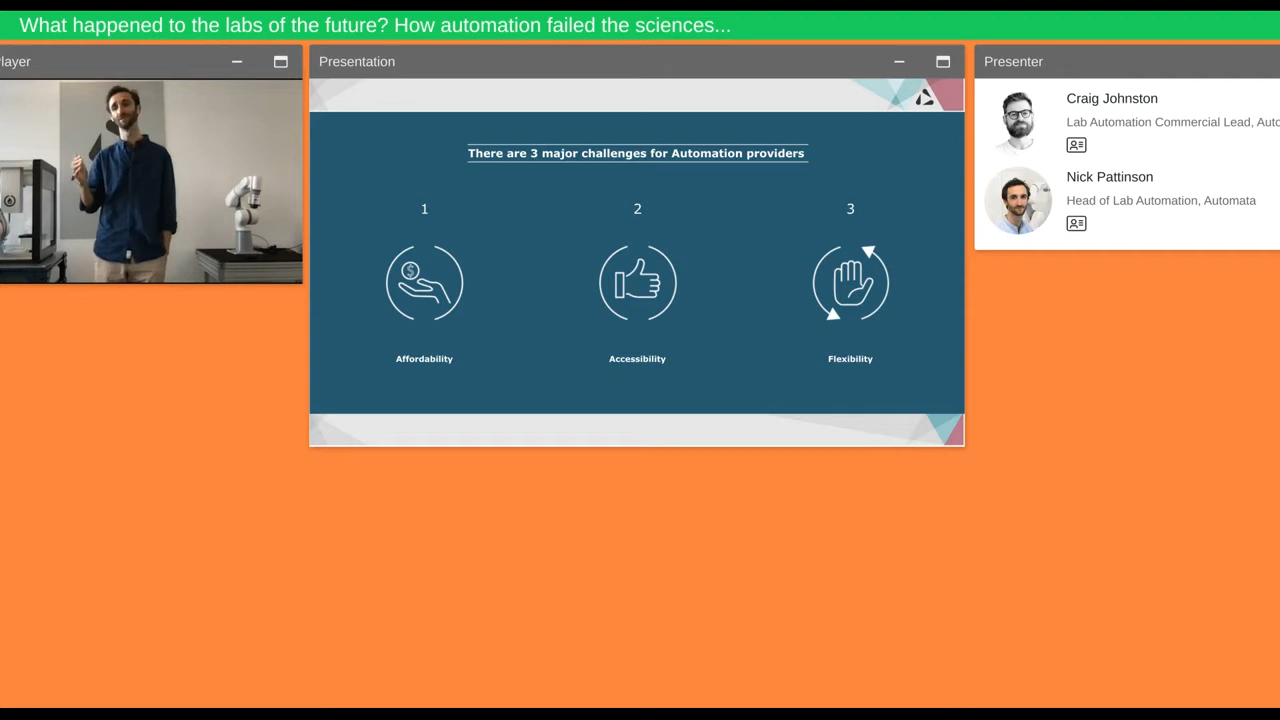 What happened to the labs of the future? How automation failed the sciences...
layer
Presentation
There are 3 major challenges for Automation providers
1
2
3
Affordability
Accessibility
Flexibility
Presenter
Craig Johnston
Lab Automation Commercial Lead, Auto
Nick Pattinson
Head of Lab Automation, Automata